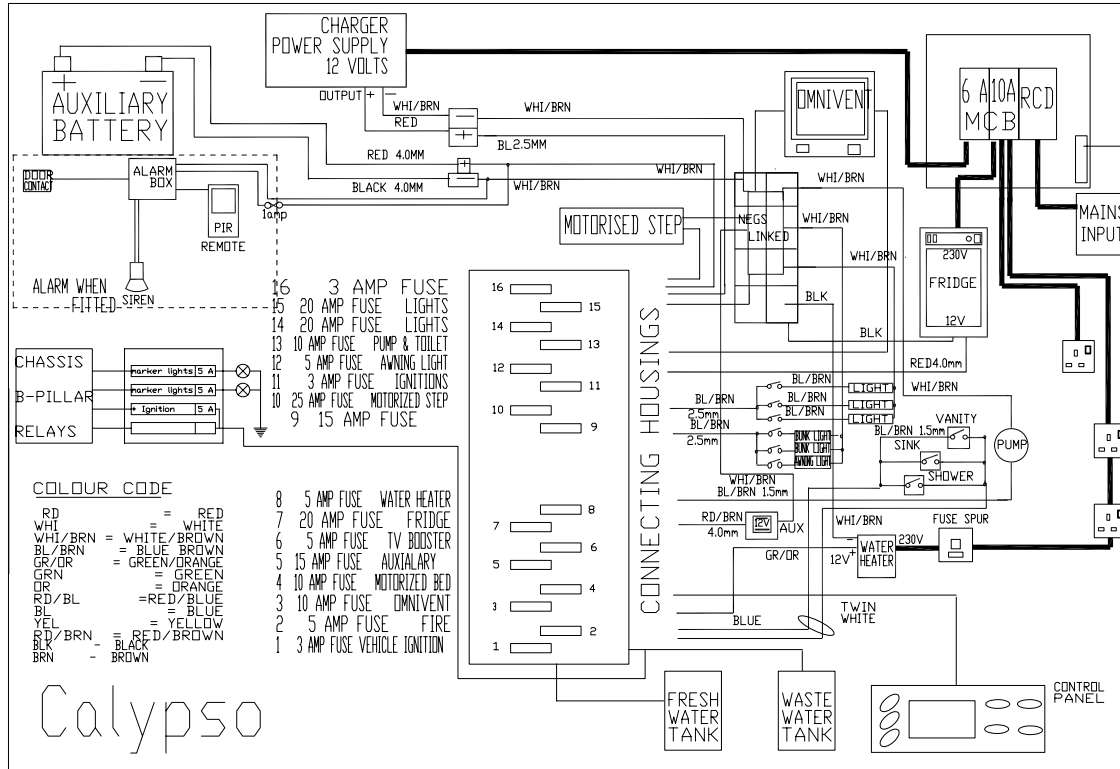 CHARGER
POWER SUPPLY
12 VOLTS
OUTPUT + -
WHI/BRN
RED
WHI/BRN
- +
BL2.5MM
RED 4.0MM
BLACK 4.0MM
WHI/BRN
WHI/BRN
+ -
AUXILIARY
BATTERY
DOOR
CONTACT
ALARM
BOX
PIR
REMOTE
1amp
ALARM WHEN
FITTED
SIREN
OMNIVENT
6 A 10A RCD
MCB
MAINS
INPUT
MOTORISED STEP
NEGS
LINKED
WHI/BRN
WHI/BRN
WHI/BRN
BLK
BLK
230V
FRIDGE
12V
RED4.0mm
16 3 AMP FUSE
15 20 AMP FUSE LIGHTS
14 20 AMP FUSE LIGHTS
13 10 AMP FUSE PUMP & TOILET
12 5 AMP FUSE AWNING LIGHT
11 3 AMP FUSE IGNITIONS
10 25 AMP FUSE MOTORIZED STEP
9 15 AMP FUSE
8 5 AMP FUSE WATER HEATER
7 20 AMP FUSE FRIDGE
6 5 AMP FUSE TV BOOSTER
5 15 AMP FUSE AUXIALARY
4 10 AMP FUSE MOTORIZED BED
3 10 AMP FUSE OMNIVENT
2 5 AMP FUSE FIRE
1 3 AMP FUSE VEHICLE IGNITION
16
15
14
13
12
11
10
9
8
7
6
5
4
3
2
1
CONNECTING HOUSINGS
CHASSIS
B-PILLAR
RELAYS
marker lights 5 A
marker lights 5 A
+ Ignition 5 A
COLOUR CODE
RD = RED
WHI = WHITE
WHI/BRN = WHITE/BROWN
BL/BRN = BLUE BROWN
GR/OR = GREEN/ORANGE
GRN = GREEN
OR = ORANGE
RD/BL =RED/BLUE
BL = BLUE
YEL = YELLOW
RD/BRN = RED/BROWN
BLK - BLACK
BRN - BROWN
Calypso
BL/BRN
BL/BRN
BL/BRN
BL/BRN
2.5mm
BL/BRN
2.5mm
LIGHT
LIGHT
LIGHT
BUNK LIGHT
BUNK LIGHT
AWNING LIGHT
WHI/BRN
WHI/BRN
BL/BRN 1.5mm
VANITY
BL/BRN 1.5mm
SINK
SHOWER
PUMP
RD/BRN
4.0mm
12V
AUX
WHI/BRN
GR/OR
-
12V +
WATER
HEATER
230V
FUSE SPUR
BLUE
TWIN
WHITE
FRESH
WATER
TANK
WASTE
WATER
TANK
CONTROL
PANEL